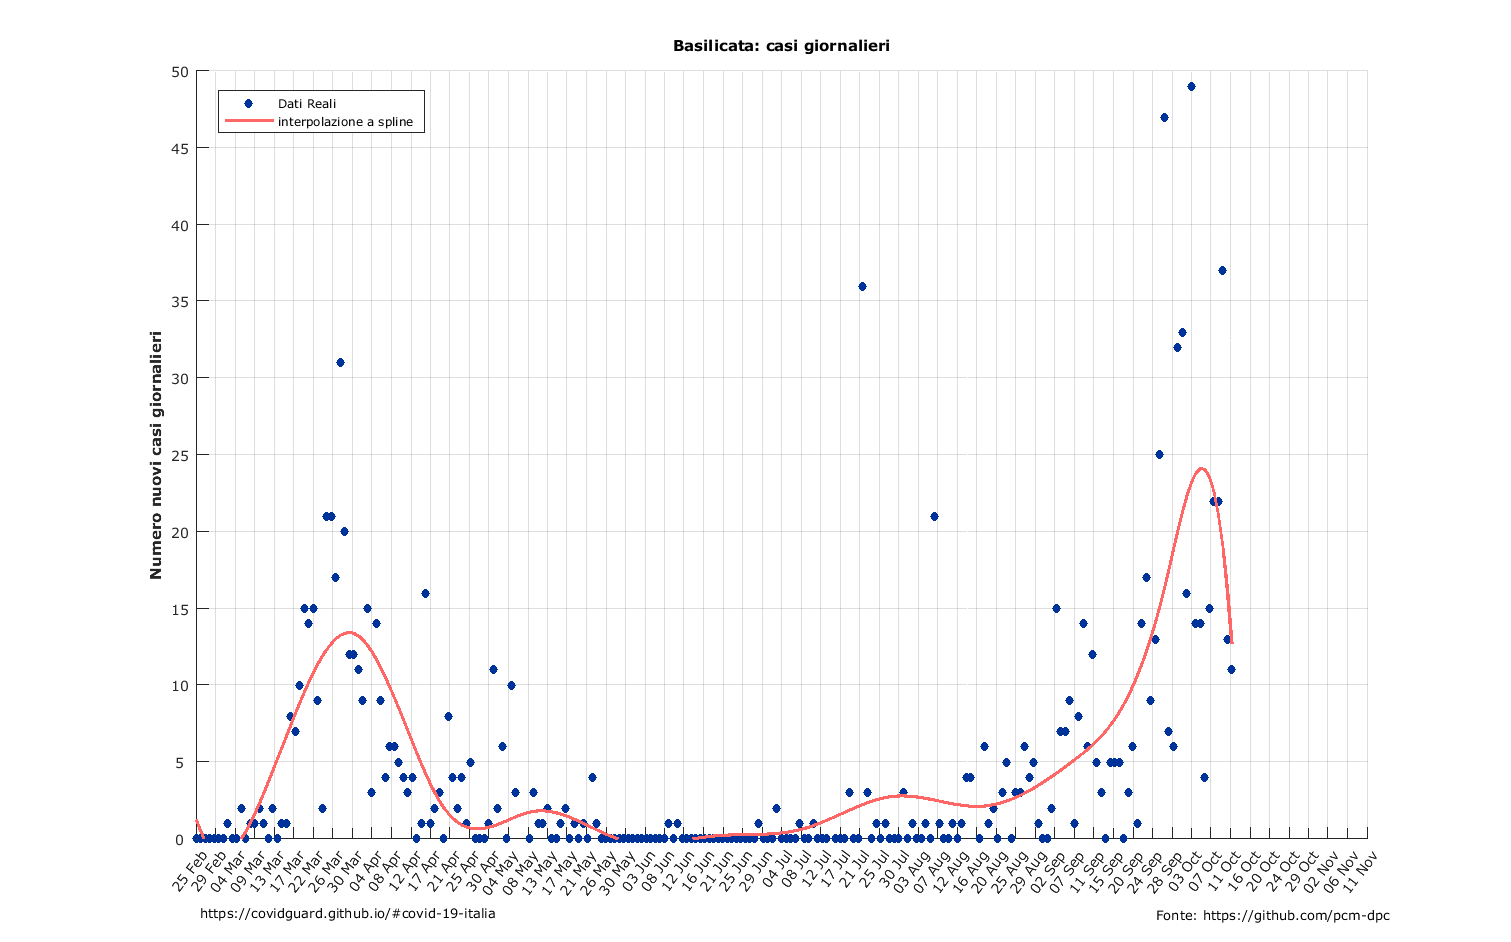 Basilicata: casi giornalieri
Dati Reali
interpolazione a spline
Numero nuovi casi giornalieri
50
45
40
35
30
25
20
15
10
5
0
25 Feb
29 Feb
04 Mar
09 Mar
13 Mar
17 Mar
22 Mar
26 Mar
30 Mar
04 Apr
08 Apr
12 Apr
17 Apr
21 Apr
25 Apr
30 Apr
04 May
08 May
13 May
17 May
21 May
26 May
30 May
03 Jun
08 Jun
12 Jun
16 Jun
21 Jun
25 Jun
29 Jun
04 Jul
08 Jul
12 Jul
17 Jul
21 Jul
25 Jul
30 Jul
03 Aug
07 Aug
12 Aug
16 Aug
20 Aug
25 Aug
29 Aug
02 Sep
07 Sep
11 Sep
15 Sep
20 Sep
24 Sep
28 Sep
03 Oct
07 Oct
11 Oct
16 Oct
20 Oct
24 Oct
29 Oct
02 Nov
06 Nov
11 Nov
https://covidguard.github.io/#covid-19-italia
Fonte: https://github.com/pcm-dpc